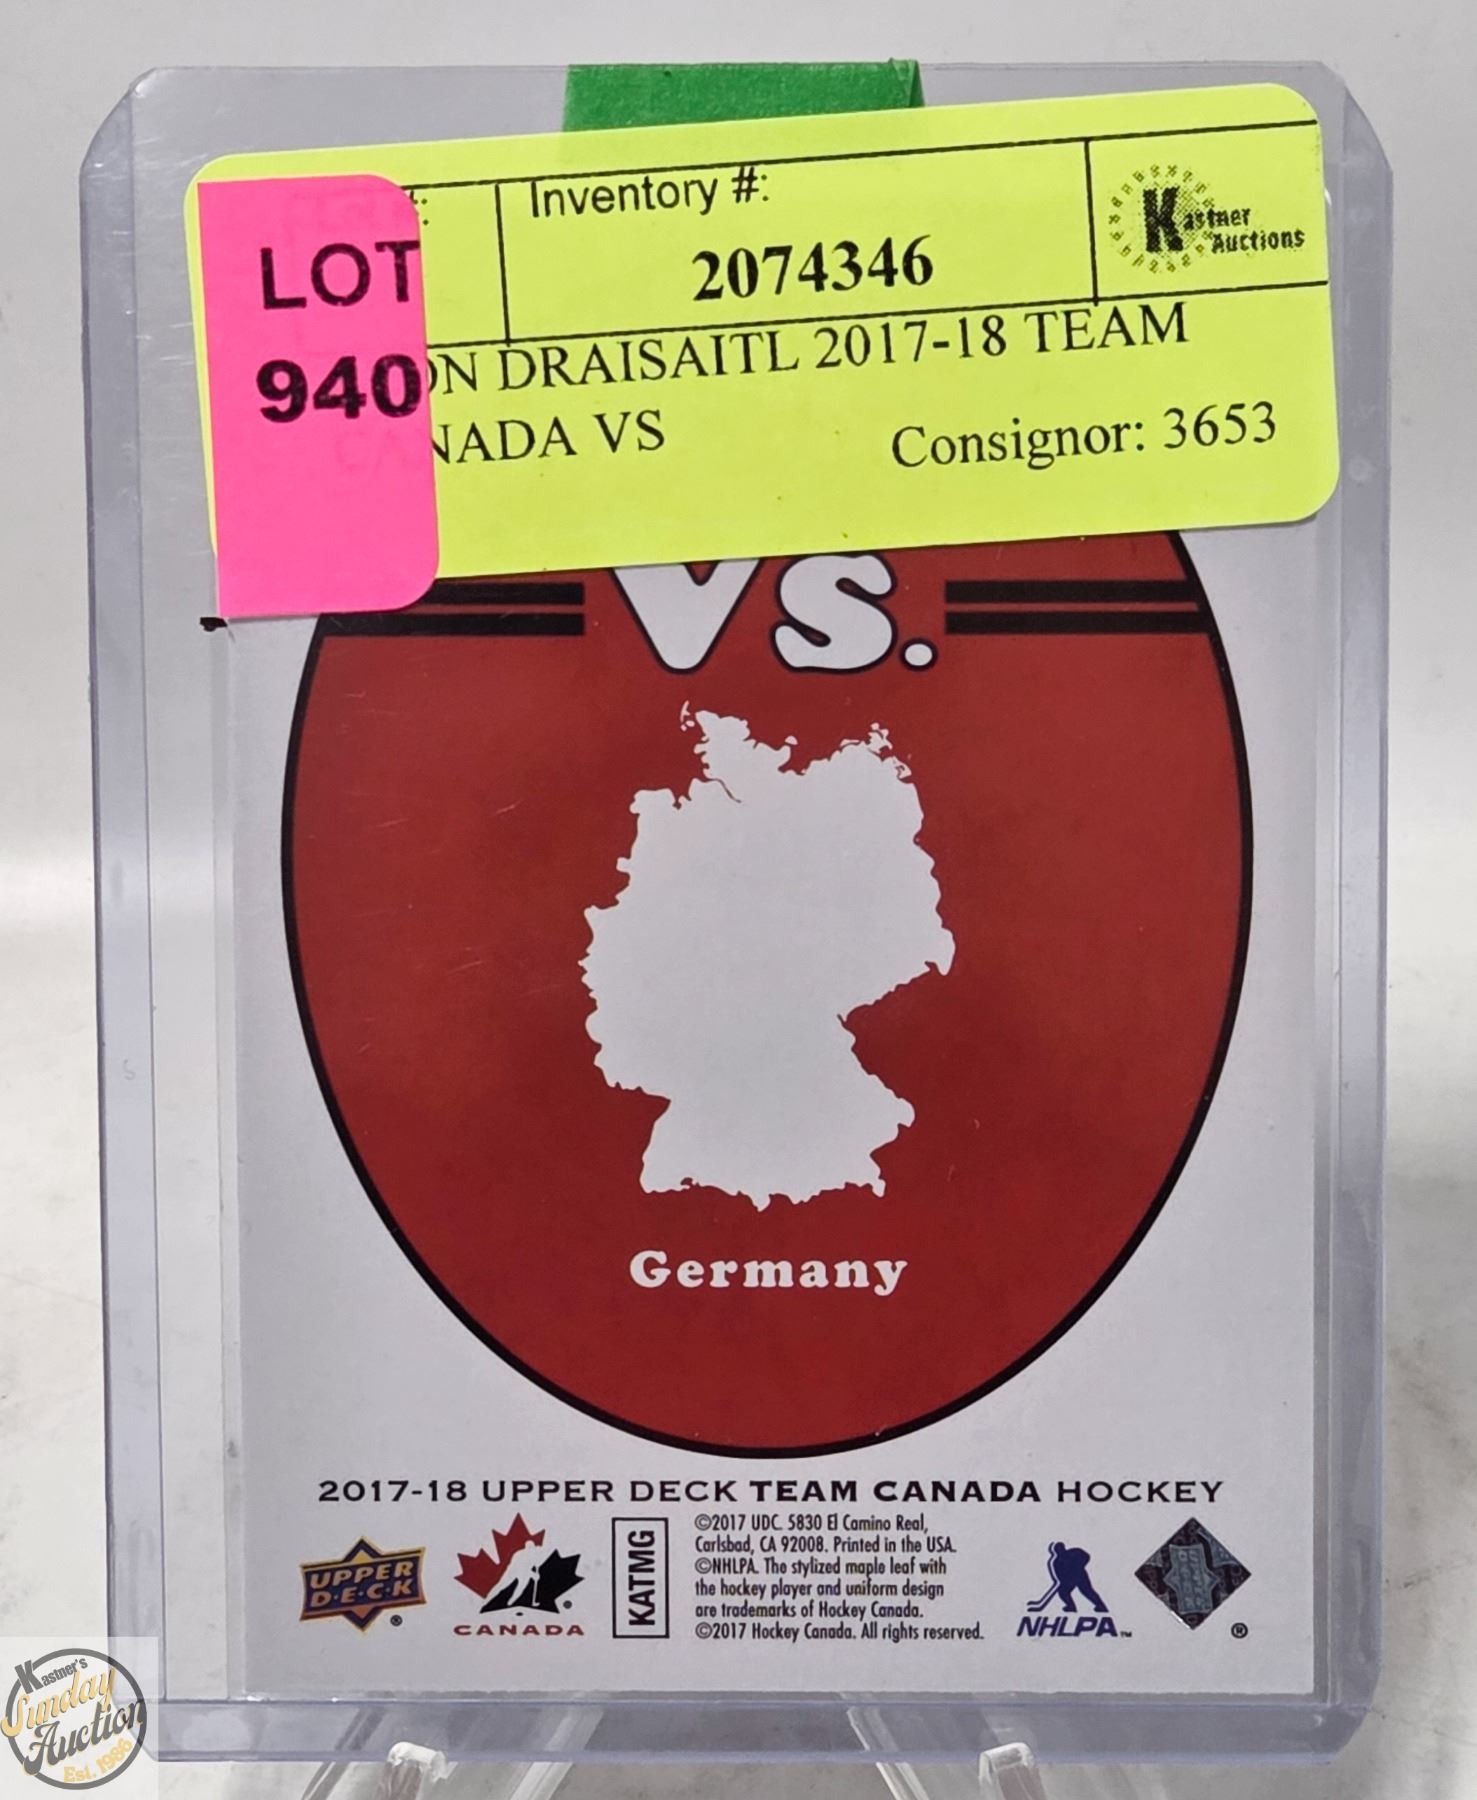 Inventory #:
Kastner
Auctions
LOT
2074346
940
ON DRAISAITL 2017-18 TEAM
CANADA VS
Consignor: 3653
VS.
Germany
2017-18 UPPER DECK TEAM CANADA HOCKEY
UPPER
D·E·C·K
®
CANADA
KATMG
©2017 UDC. 5830 El Camino Real,
Carlsbad, CA 92008. Printed in the USA.
©NHLPA. The stylized maple leaf with
the hockey player and uniform design
are trademarks of Hockey Canada.
©2017 Hockey Canada. All rights reserved.
NHLPA™
®
Kastner's
Sunday
Auction
Est. 1986